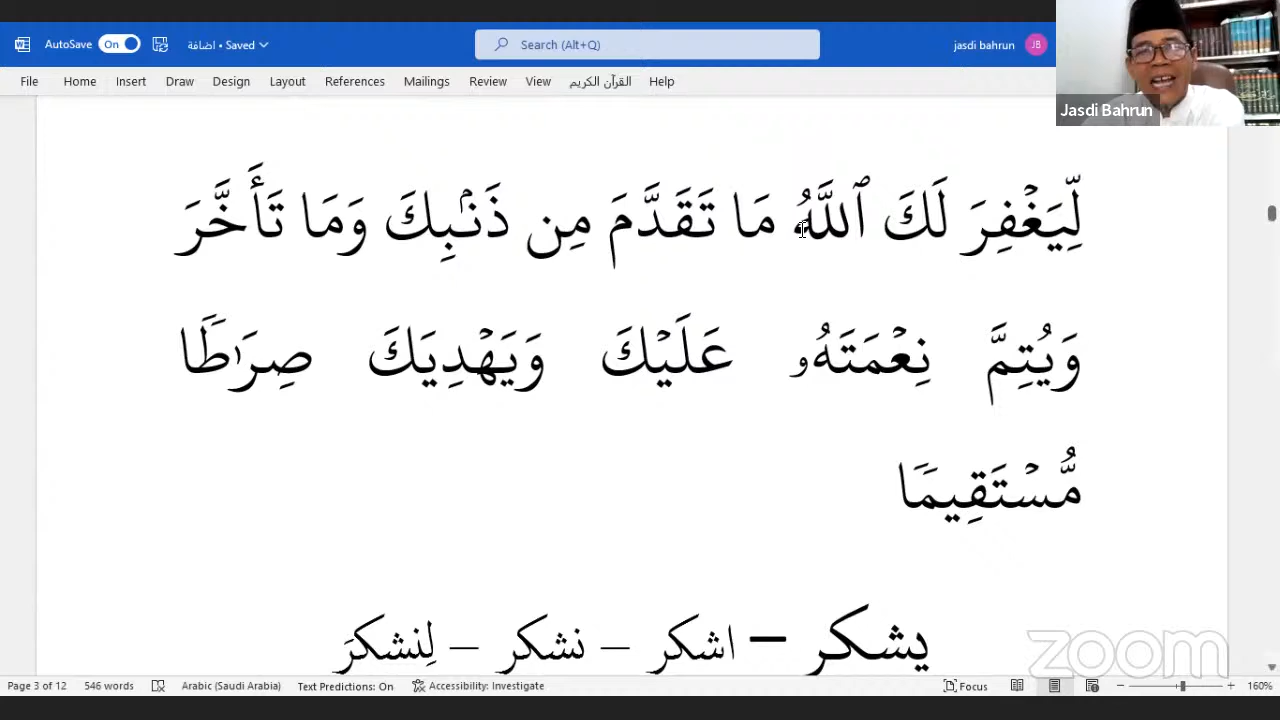 AutoSave On اضافة • Saved Search (Alt+Q) jasdi bahrun JB
File Home Insert Draw Design Layout References Mailings Review View القرآن الكريم Help
Jasdi Bahrun
لِّيَغۡفِرَ لَكَ ٱللَّهُ مَا تَقَدَّمَ مِن ذَنۢبِكَ وَمَا تَأَخَّرَ
وَيُتِمَّ نِعۡمَتَهُۥ عَلَيۡكَ وَيَهۡدِيَكَ صِرَٰطٗا
مُّسۡتَقِيمٗا
يشكر – اشكر – نشكر – لِنشكرَ
zoom
Page 3 of 12 546 words Arabic (Saudi Arabia) Text Predictions: On Accessibility: Investigate Focus 160%